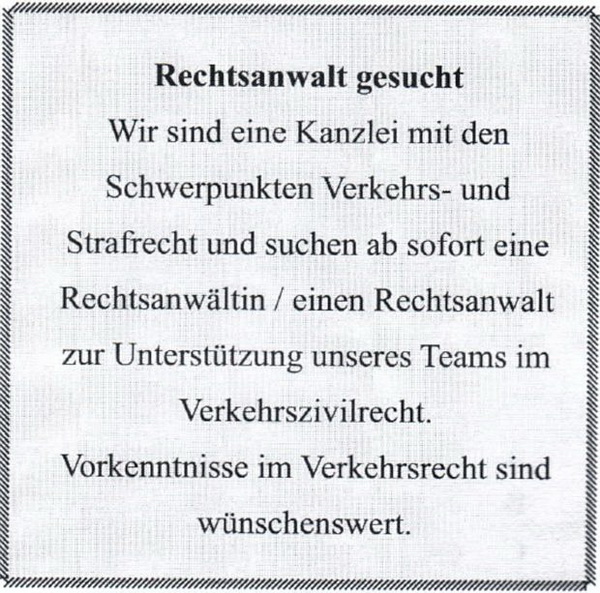 Rechtsanwalt gesucht
Wir sind eine Kanzlei mit den
Schwerpunkten Verkehrs- und
Strafrecht und suchen ab sofort eine
Rechtsanwältin / einen Rechtsanwalt
zur Unterstützung unseres Teams im
Verkehrszivilrecht.
Vorkenntnisse im Verkehrsrecht sind
wünschenswert.